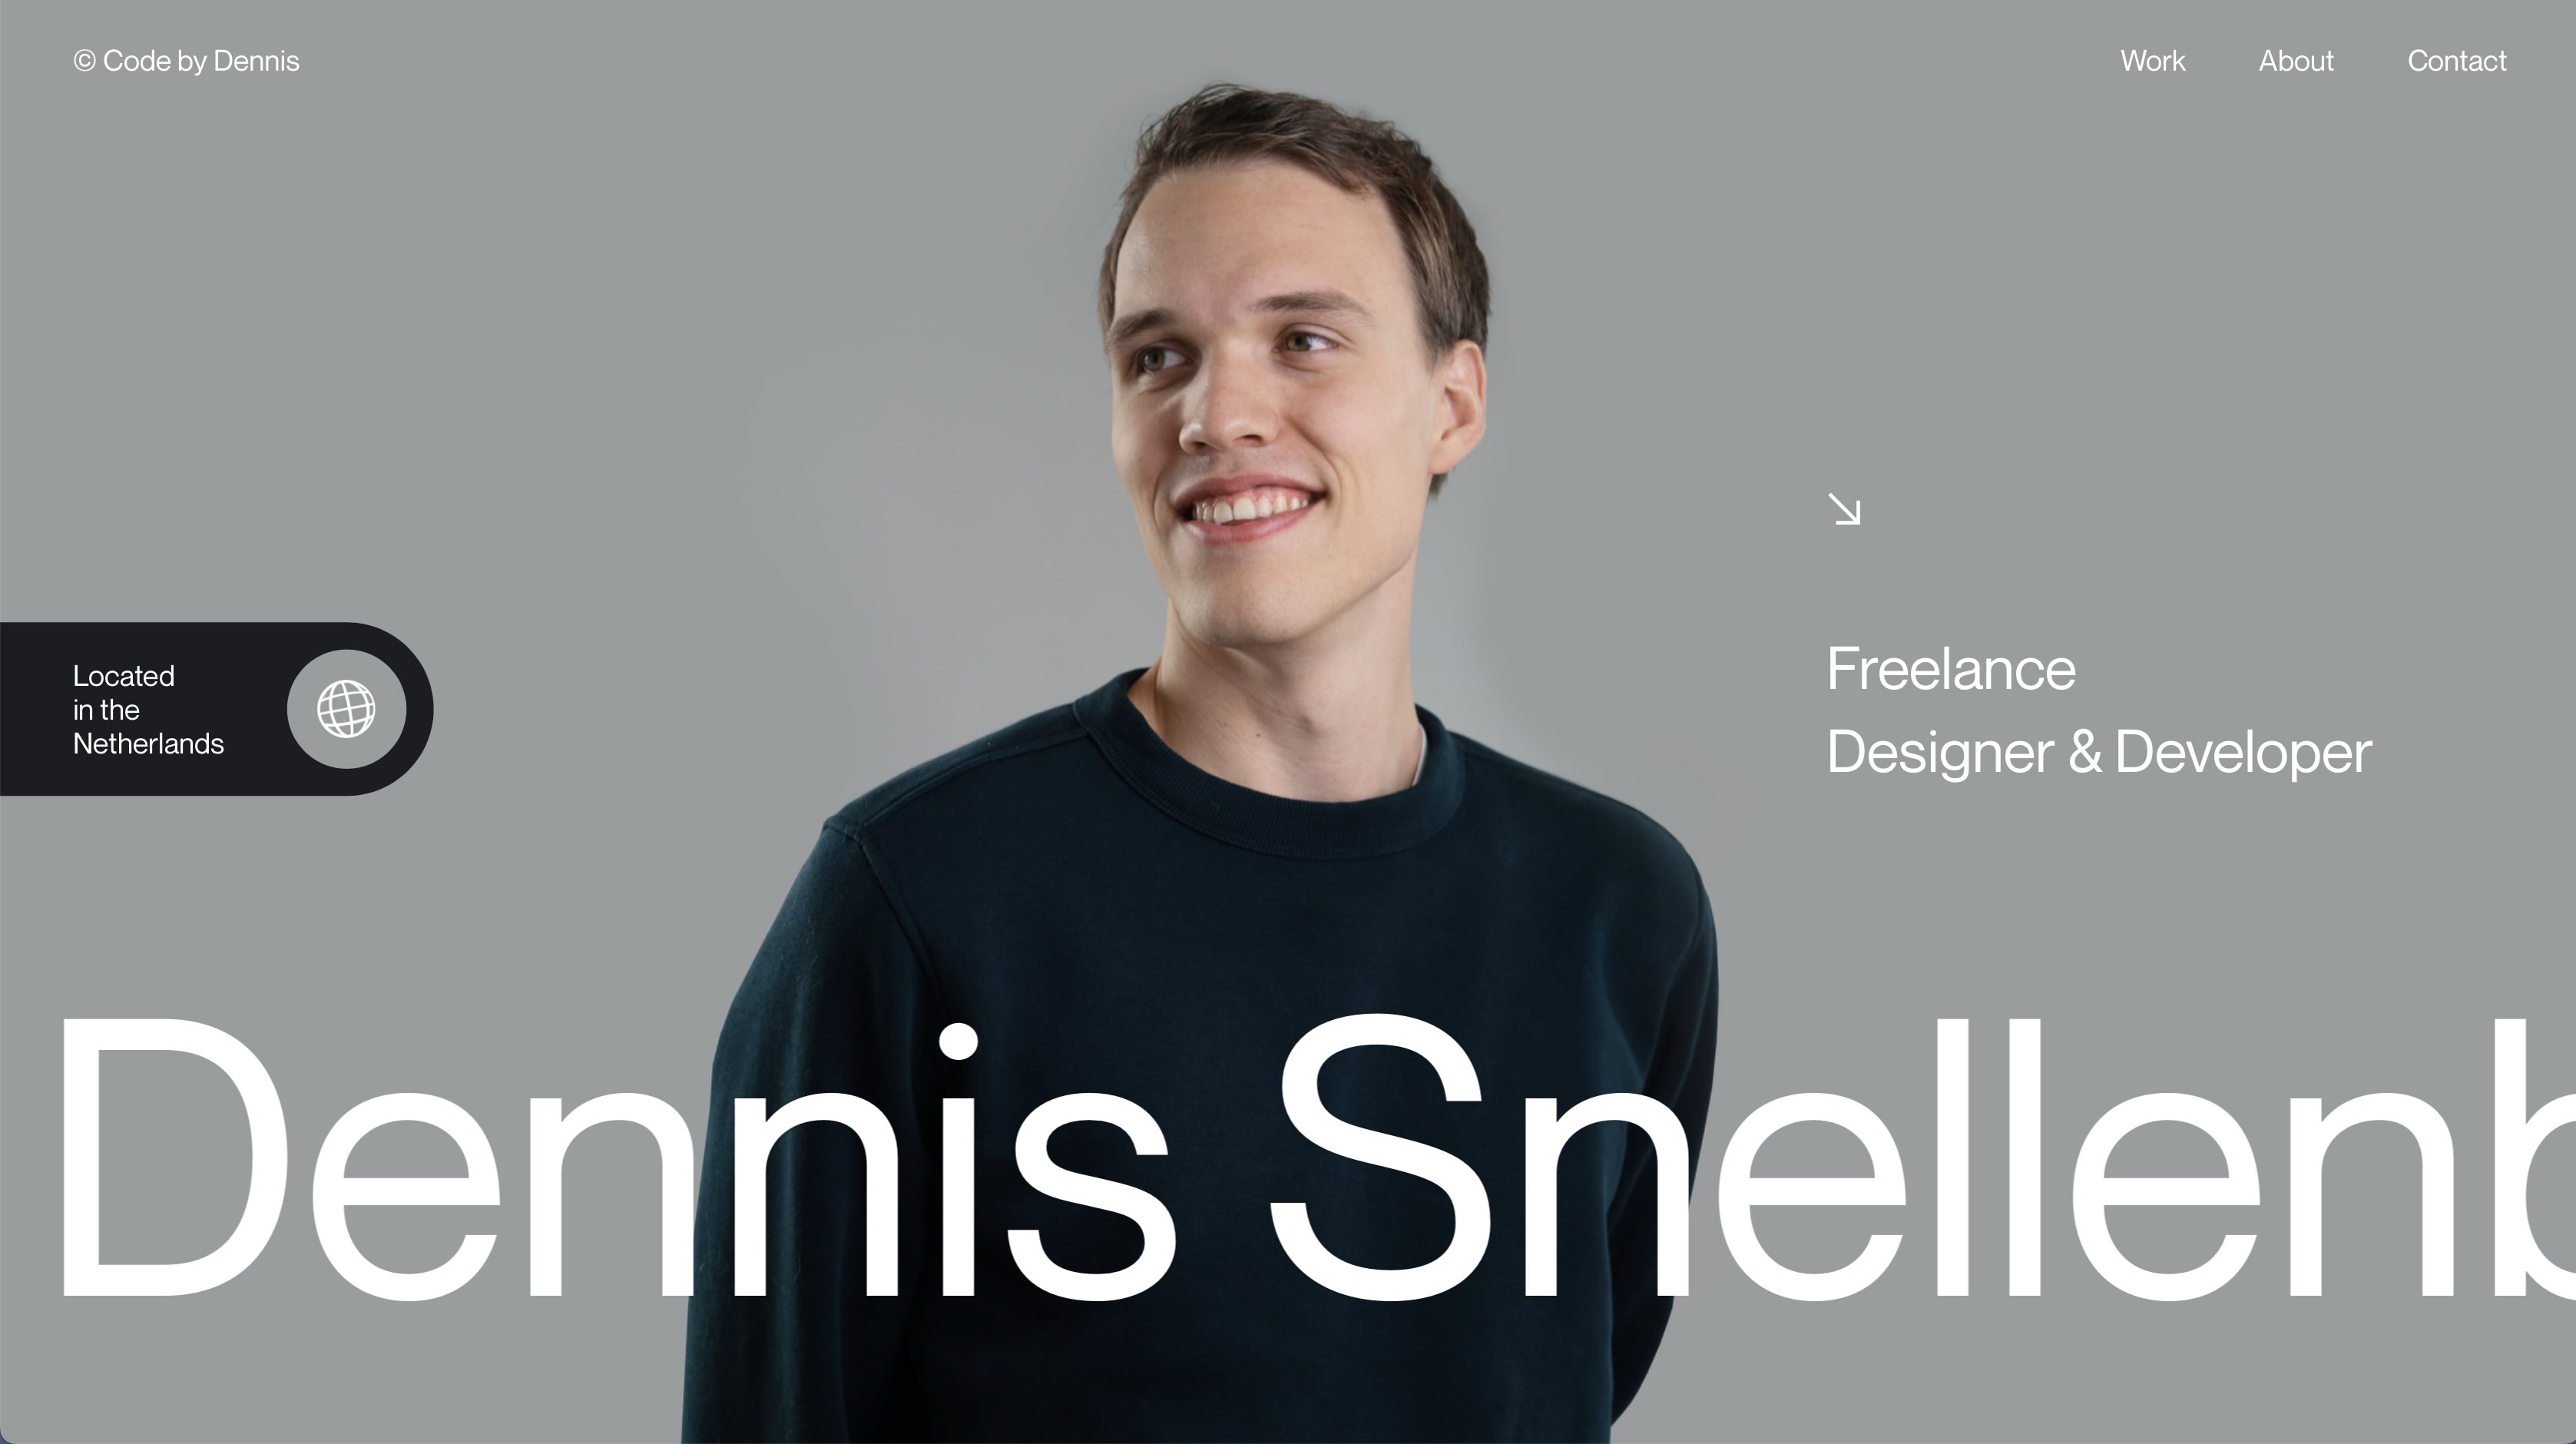 © Code by Dennis
Work
About
Contact
Located
in the
Netherlands
Freelance
Designer & Developer
Dennis Snellenb